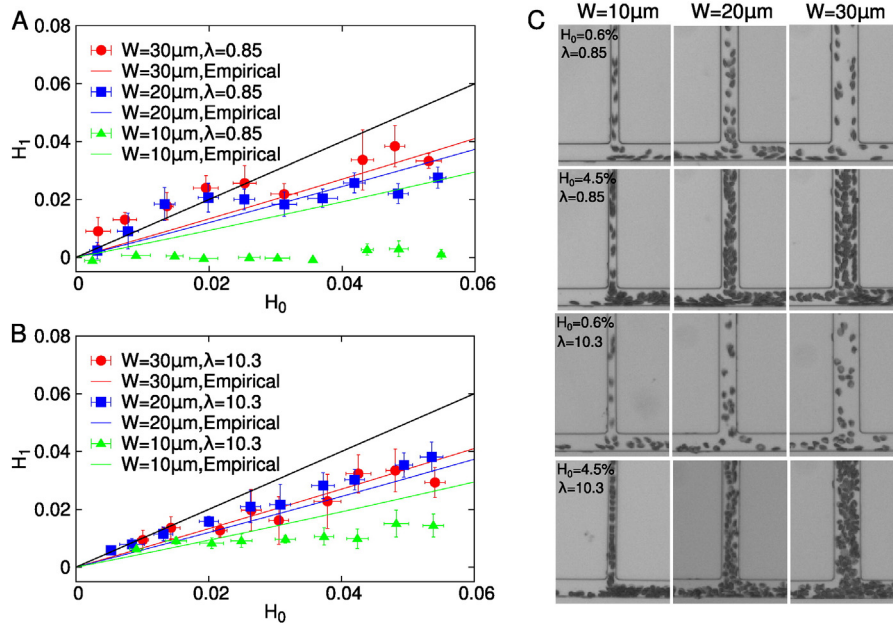 A
0.08
0.06
0.04
0.02
0
H₁
W=30μm,λ=0.85
W=30μm,Empirical
W=20μm,λ=0.85
W=20μm,Empirical
W=10μm,λ=0.85
W=10μm,Empirical
0 0.02 0.04 0.06
H₀
B
0.08
0.06
0.04
0.02
0
H₁
W=30μm,λ=10.3
W=30μm,Empirical
W=20μm,λ=10.3
W=20μm,Empirical
W=10μm,λ=10.3
W=10μm,Empirical
0 0.02 0.04 0.06
H₀
C
W=10μm W=20μm W=30μm
H₀=0.6%
λ=0.85
H₀=4.5%
λ=0.85
H₀=0.6%
λ=10.3
H₀=4.5%
λ=10.3